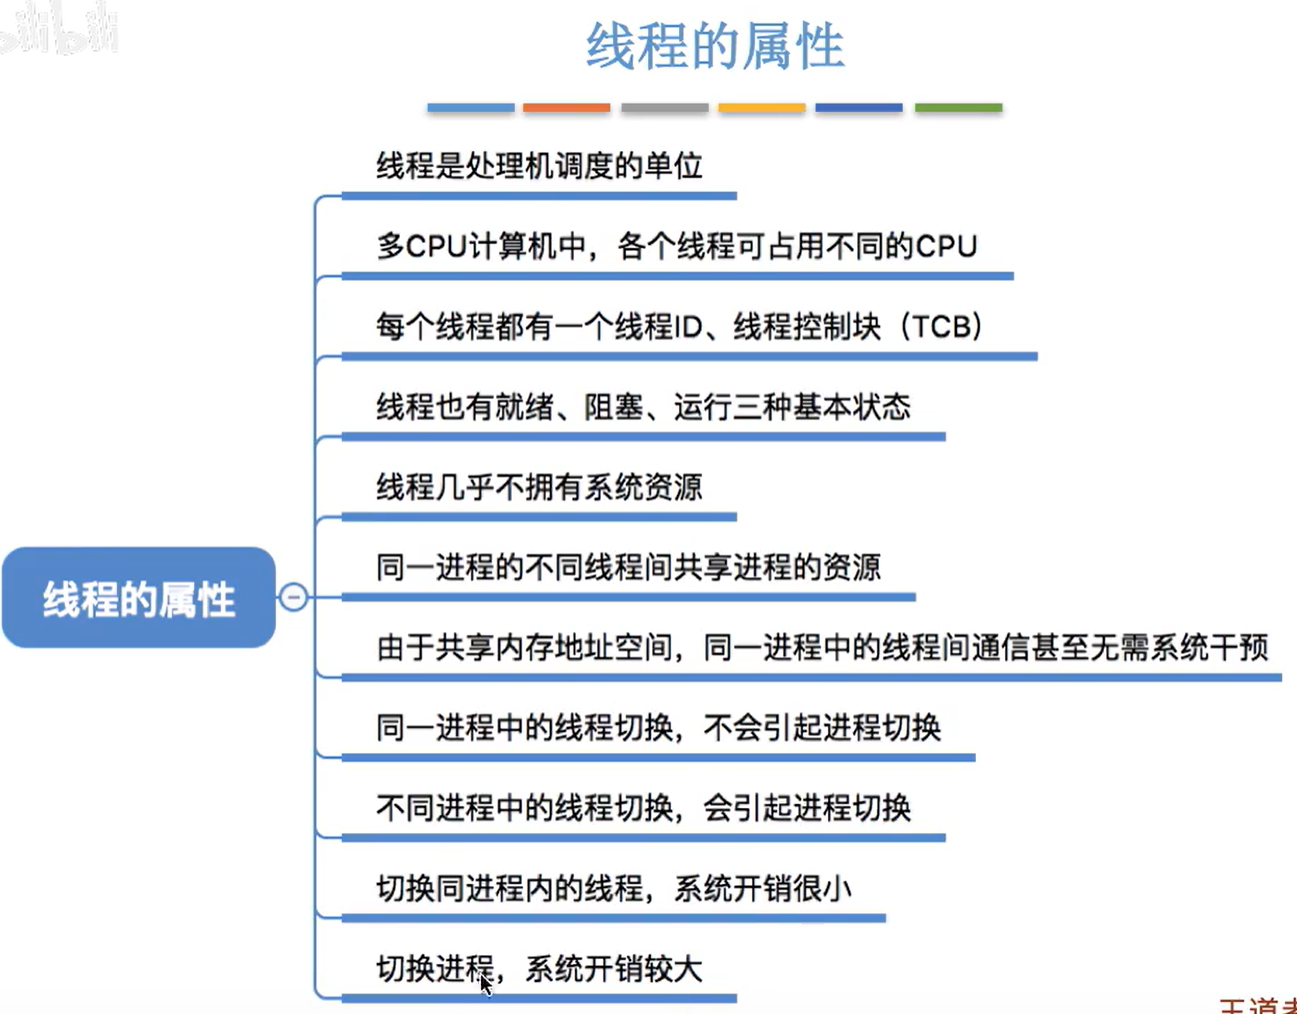 bilibili
线程的属性
线程是处理机调度的单位
多CPU计算机中，各个线程可占用不同的CPU
每个线程都有一个线程ID、线程控制块（TCB）
线程也有就绪、阻塞、运行三种基本状态
线程几乎不拥有系统资源
同一进程的不同线程间共享进程的资源
线程的属性
由于共享内存地址空间，同一进程中的线程间通信甚至无需系统干预
同一进程中的线程切换，不会引起进程切换
不同进程中的线程切换，会引起进程切换
切换同进程内的线程，系统开销很小
切换进程，系统开销较大
王道考